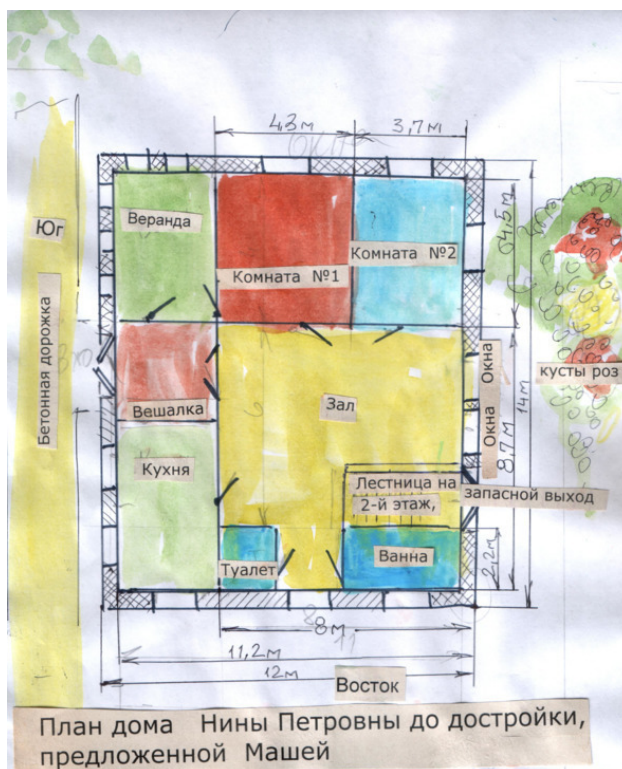 4,3м
3,7м
Юг
Веранда
Комната №1
Комната №2
4,5м
Бетонная дорожка
Вешалка
Зал
Окна
Окна
кусты роз
14м
8,7м
Кухня
Лестница на
2-й этаж,
запасной выход
Туалет
Ванна
2,2м
8м
11,2м
12м
Восток
План дома Нины Петровны до достройки,
предложенной Машей